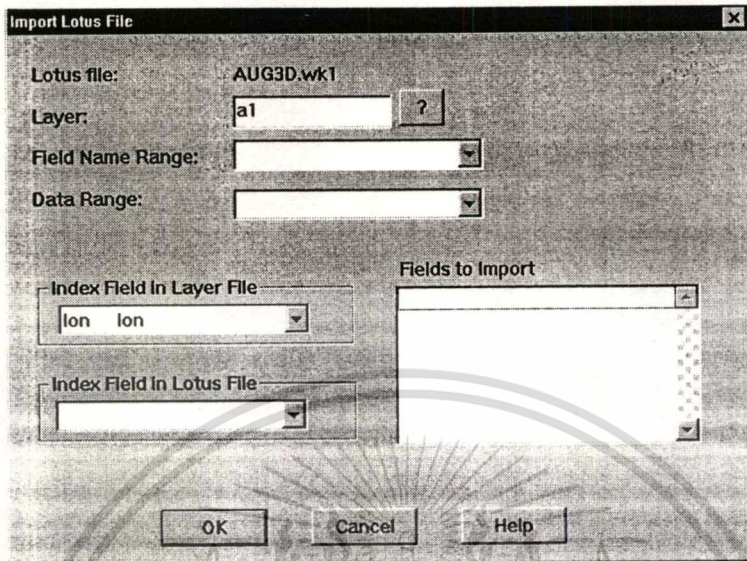 Import Lotus File
Lotus file: AUG3D.wk1
Layer: a1 ?
Field Name Range:
Data Range:
Index Field in Layer File
lon lon
Fields to Import
Index Field in Lotus File
OK Cancel Help